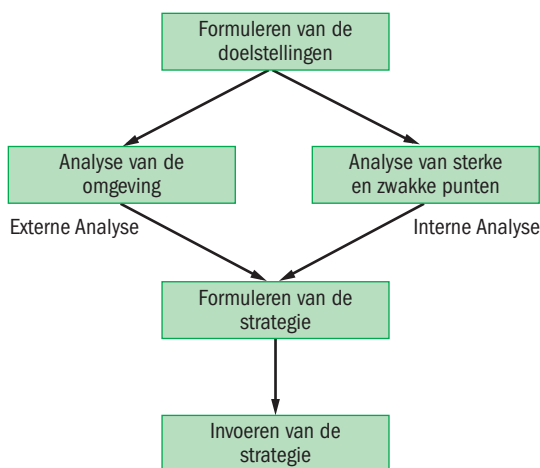 Formuleren van de
doelstellingen
Analyse van de
omgeving
Analyse van sterke
en zwakke punten
Externe Analyse
Interne Analyse
Formuleren van de
strategie
Invoeren van de
strategie